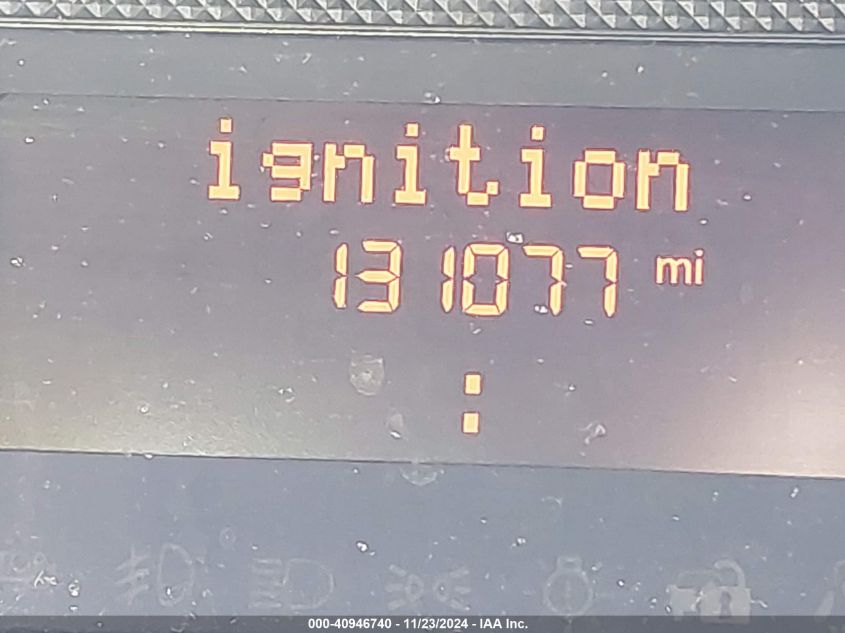 ignition
131077 mi
:
000-40946740 - 11/23/2024 - IAA Inc.